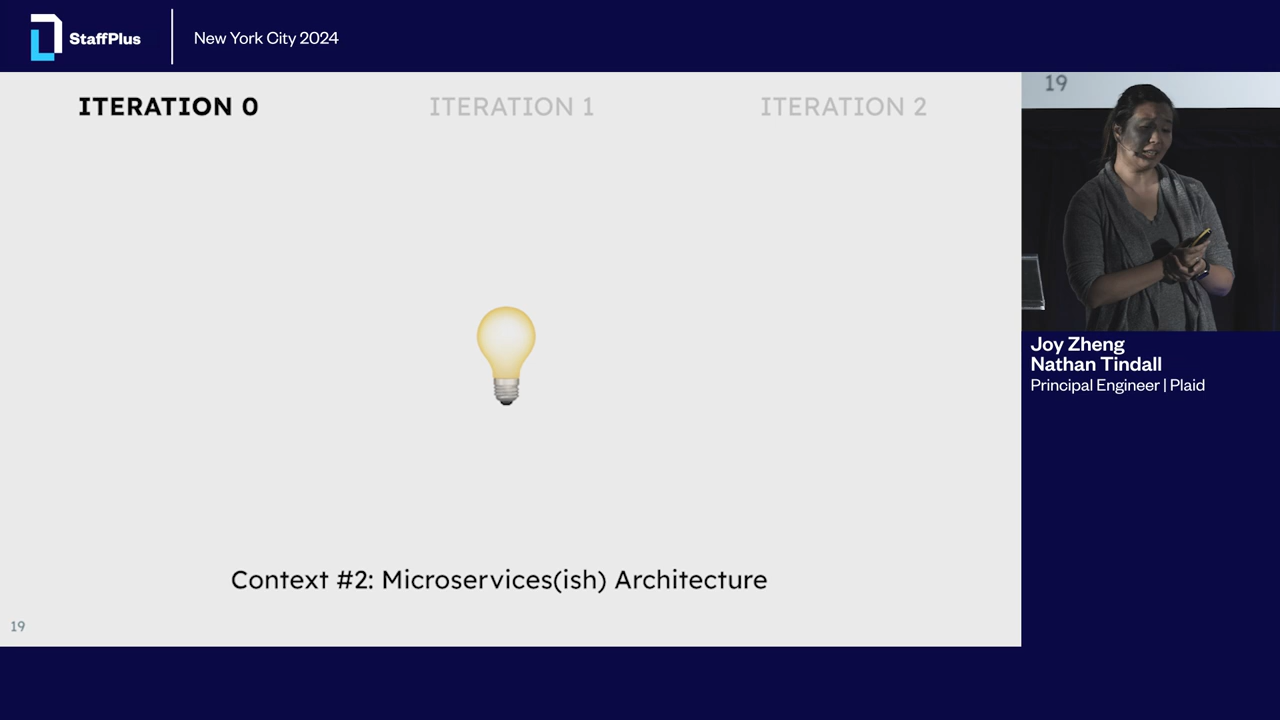 StaffPlus
New York City 2024
ITERATION 0
ITERATION 1
ITERATION 2
19
Context #2: Microservices(ish) Architecture
19
Joy Zheng
Nathan Tindall
Principal Engineer | Plaid